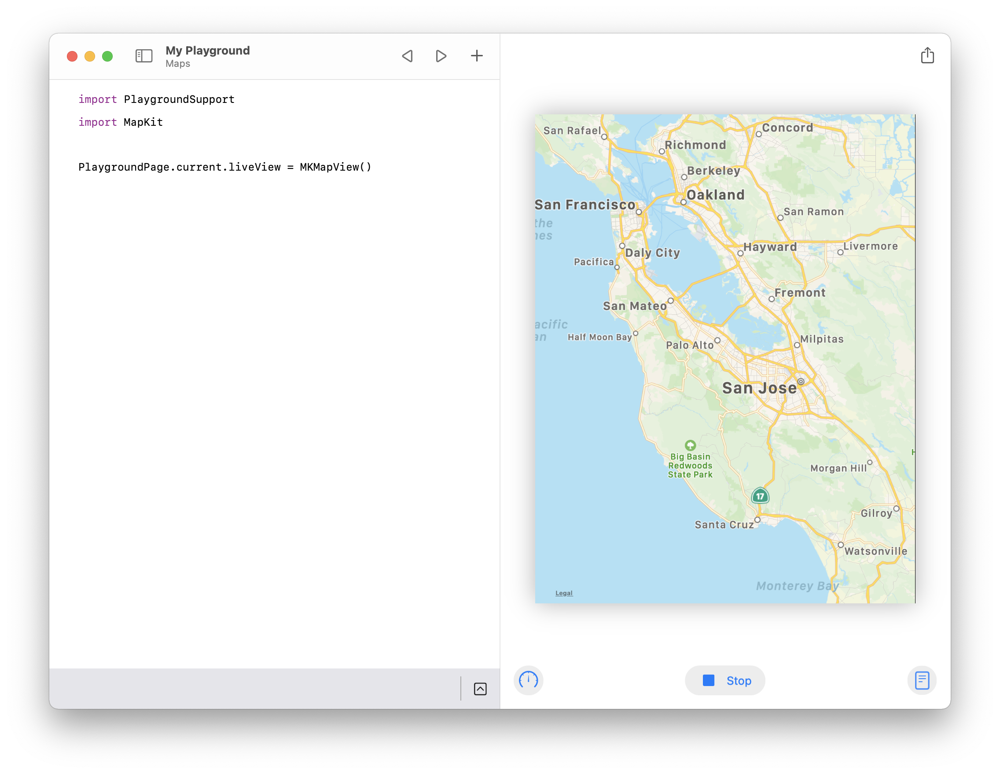 My Playground
Maps
import PlaygroundSupport
import MapKit
PlaygroundPage.current.liveView = MKMapView()
San Rafael
Concord
Richmond
Berkeley
Oakland
San Francisco
San Ramon
the
nes
Hayward
Livermore
Daly City
Pacifica
Fremont
San Mateo
acific
an
Half Moon Bay
Milpitas
Palo Alto
San Jose
Big Basin
Redwoods
State Park
H
Morgan Hill
17
Gilroy
Santa Cruz
Watsonville
Monterey Bay
Legal
Stop